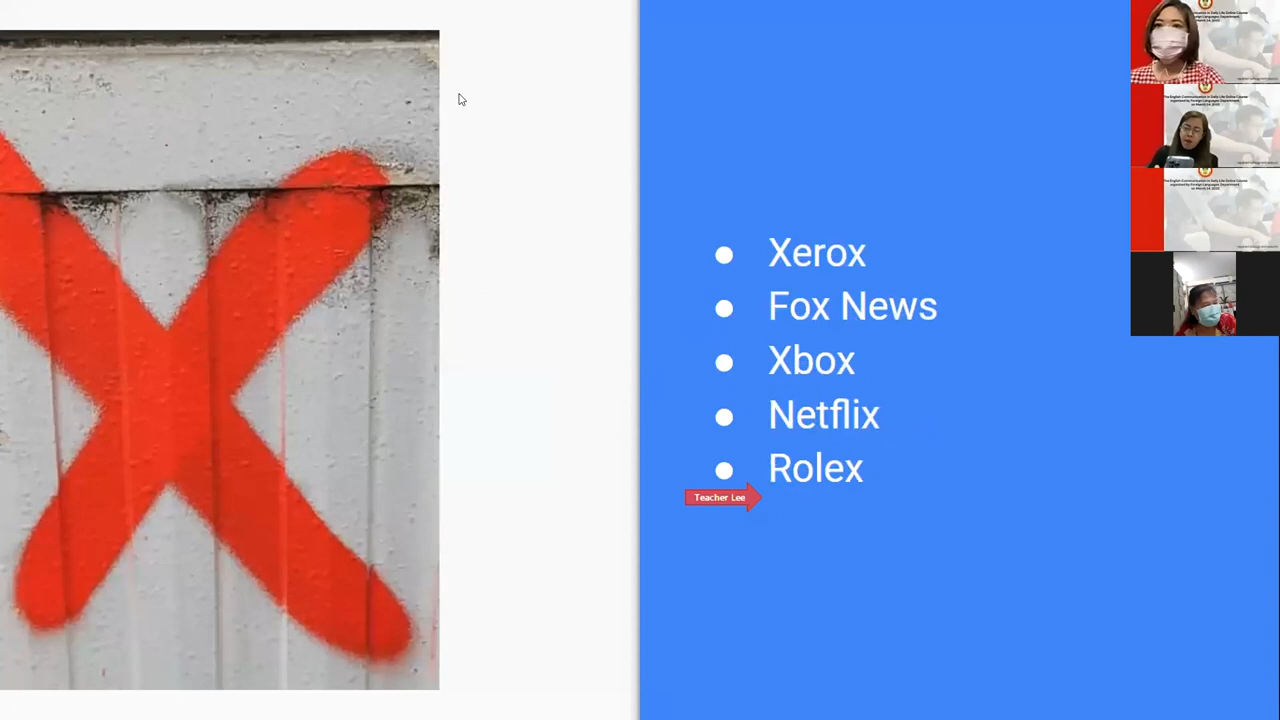 Xerox
Fox News
Xbox
Netflix
Rolex
Teacher Lee